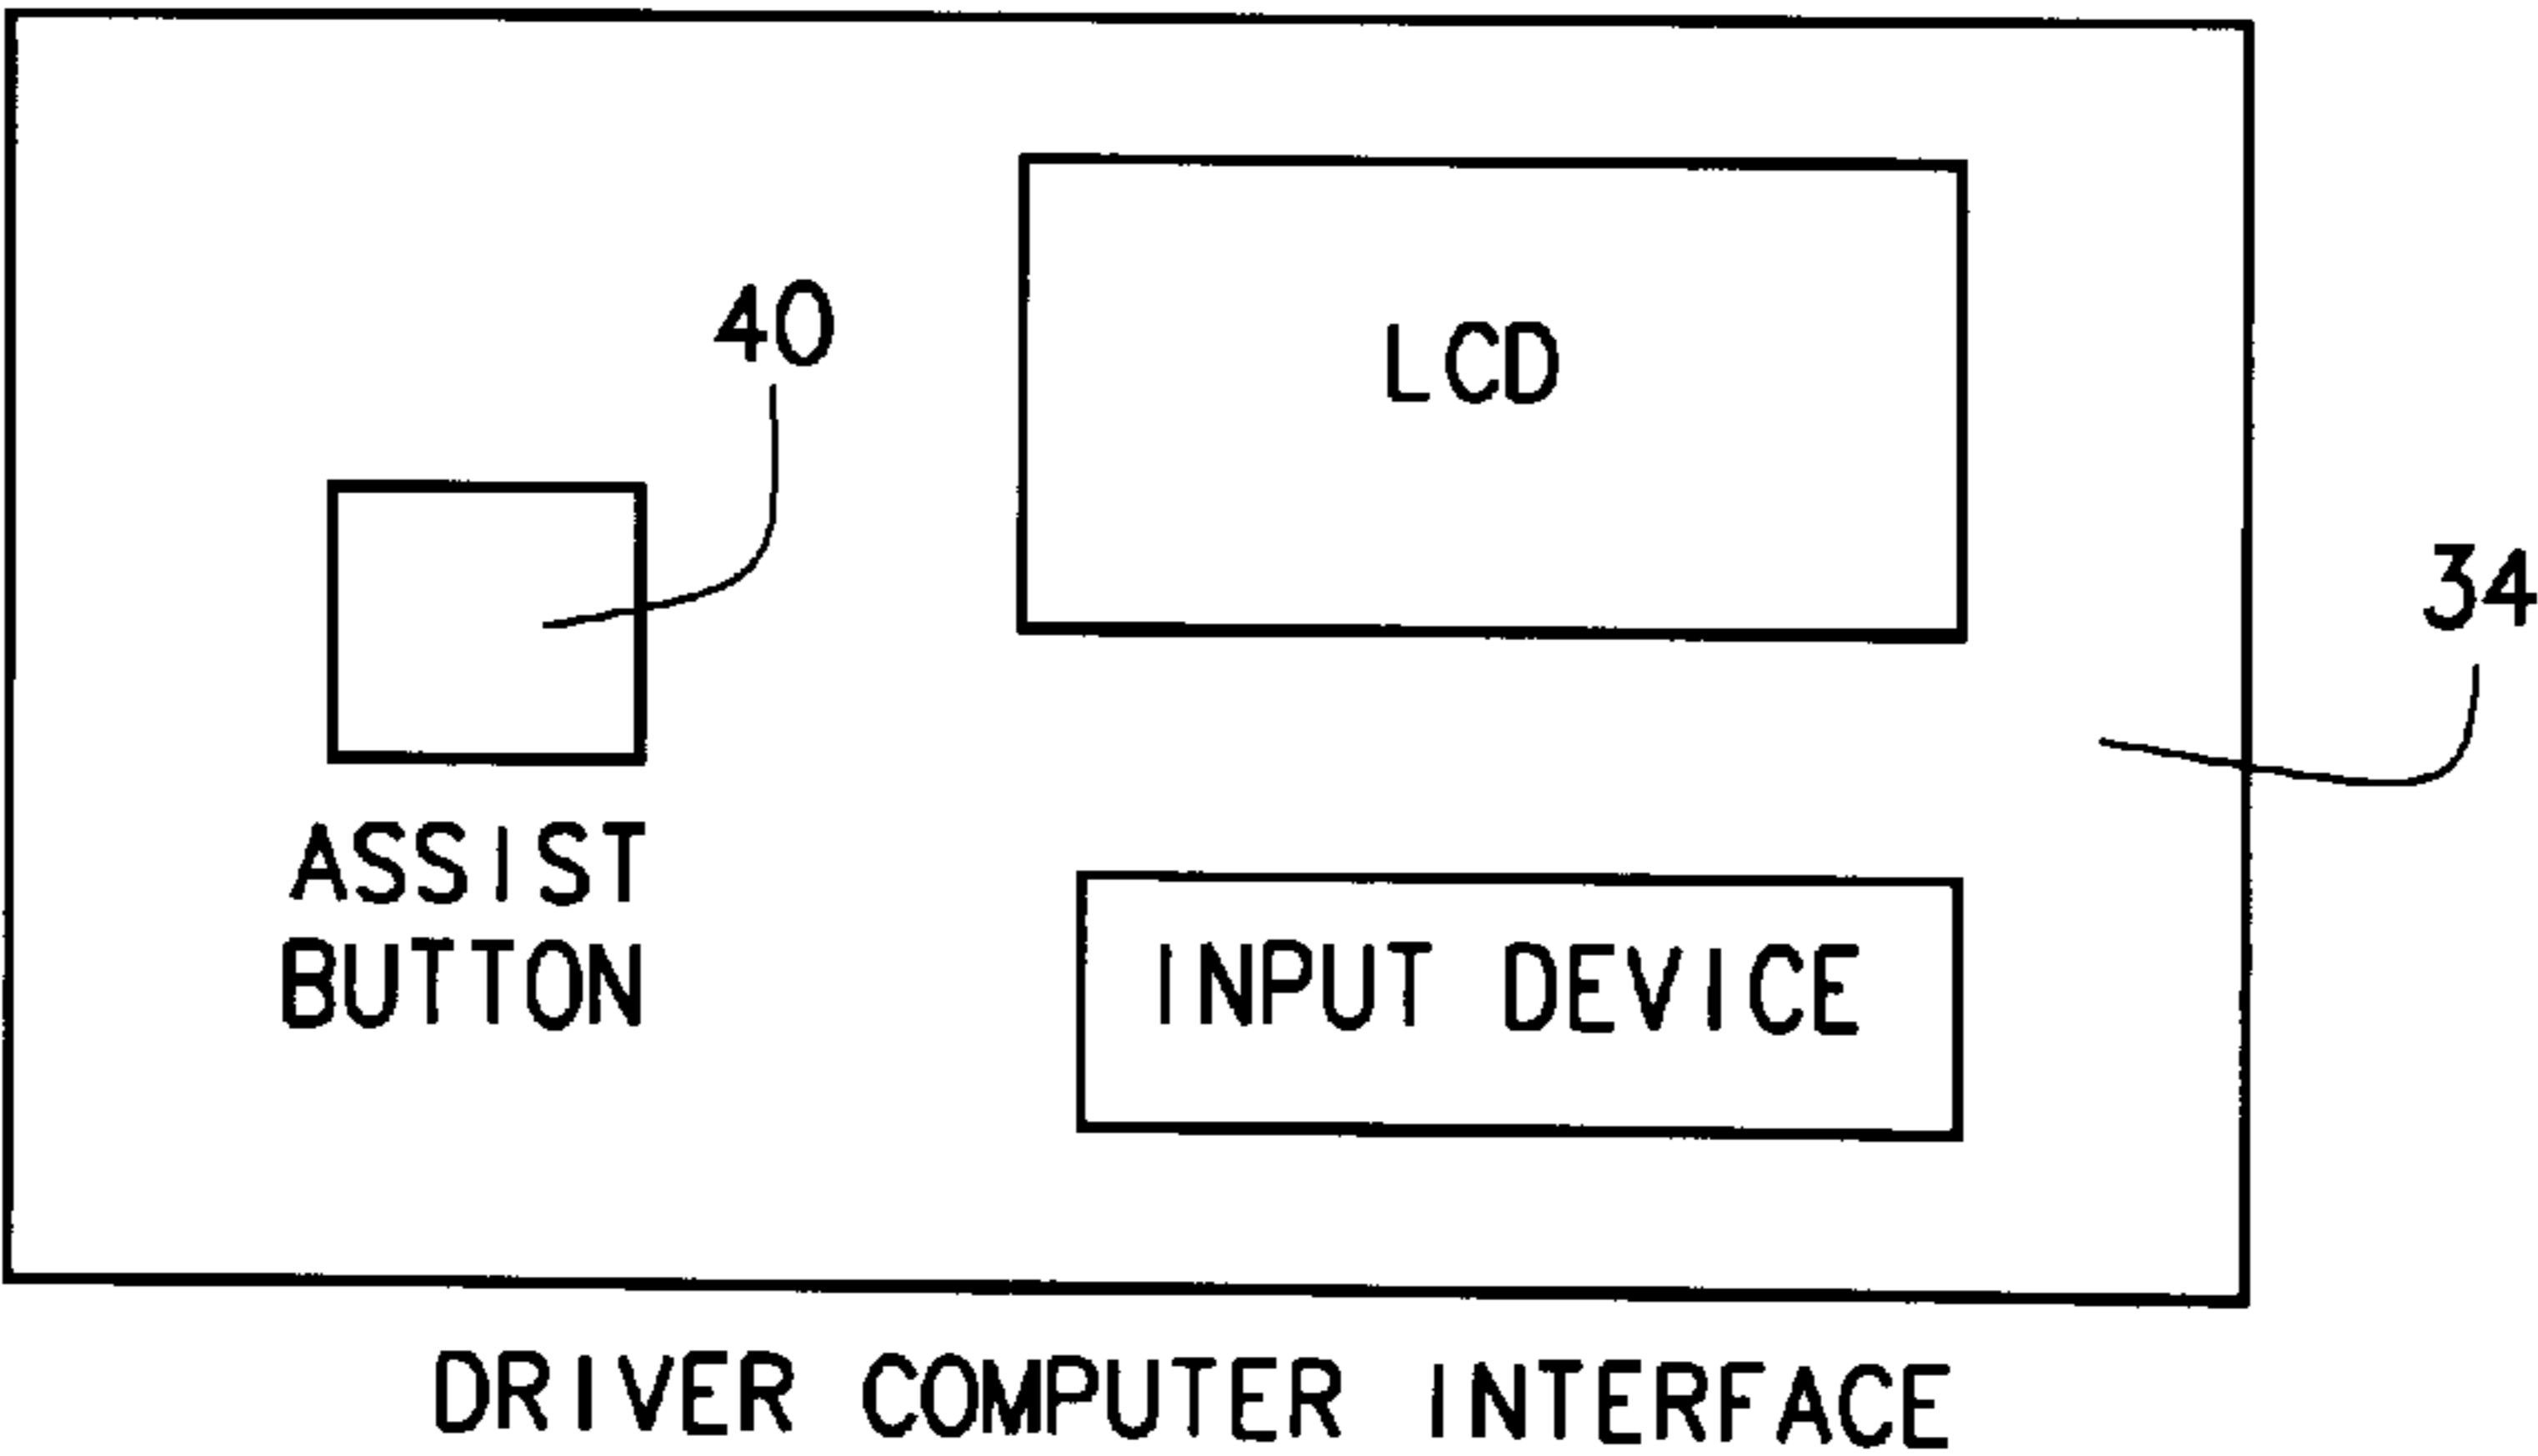 40
LCD
34
ASSIST
BUTTON
INPUT DEVICE
DRIVER COMPUTER INTERFACE